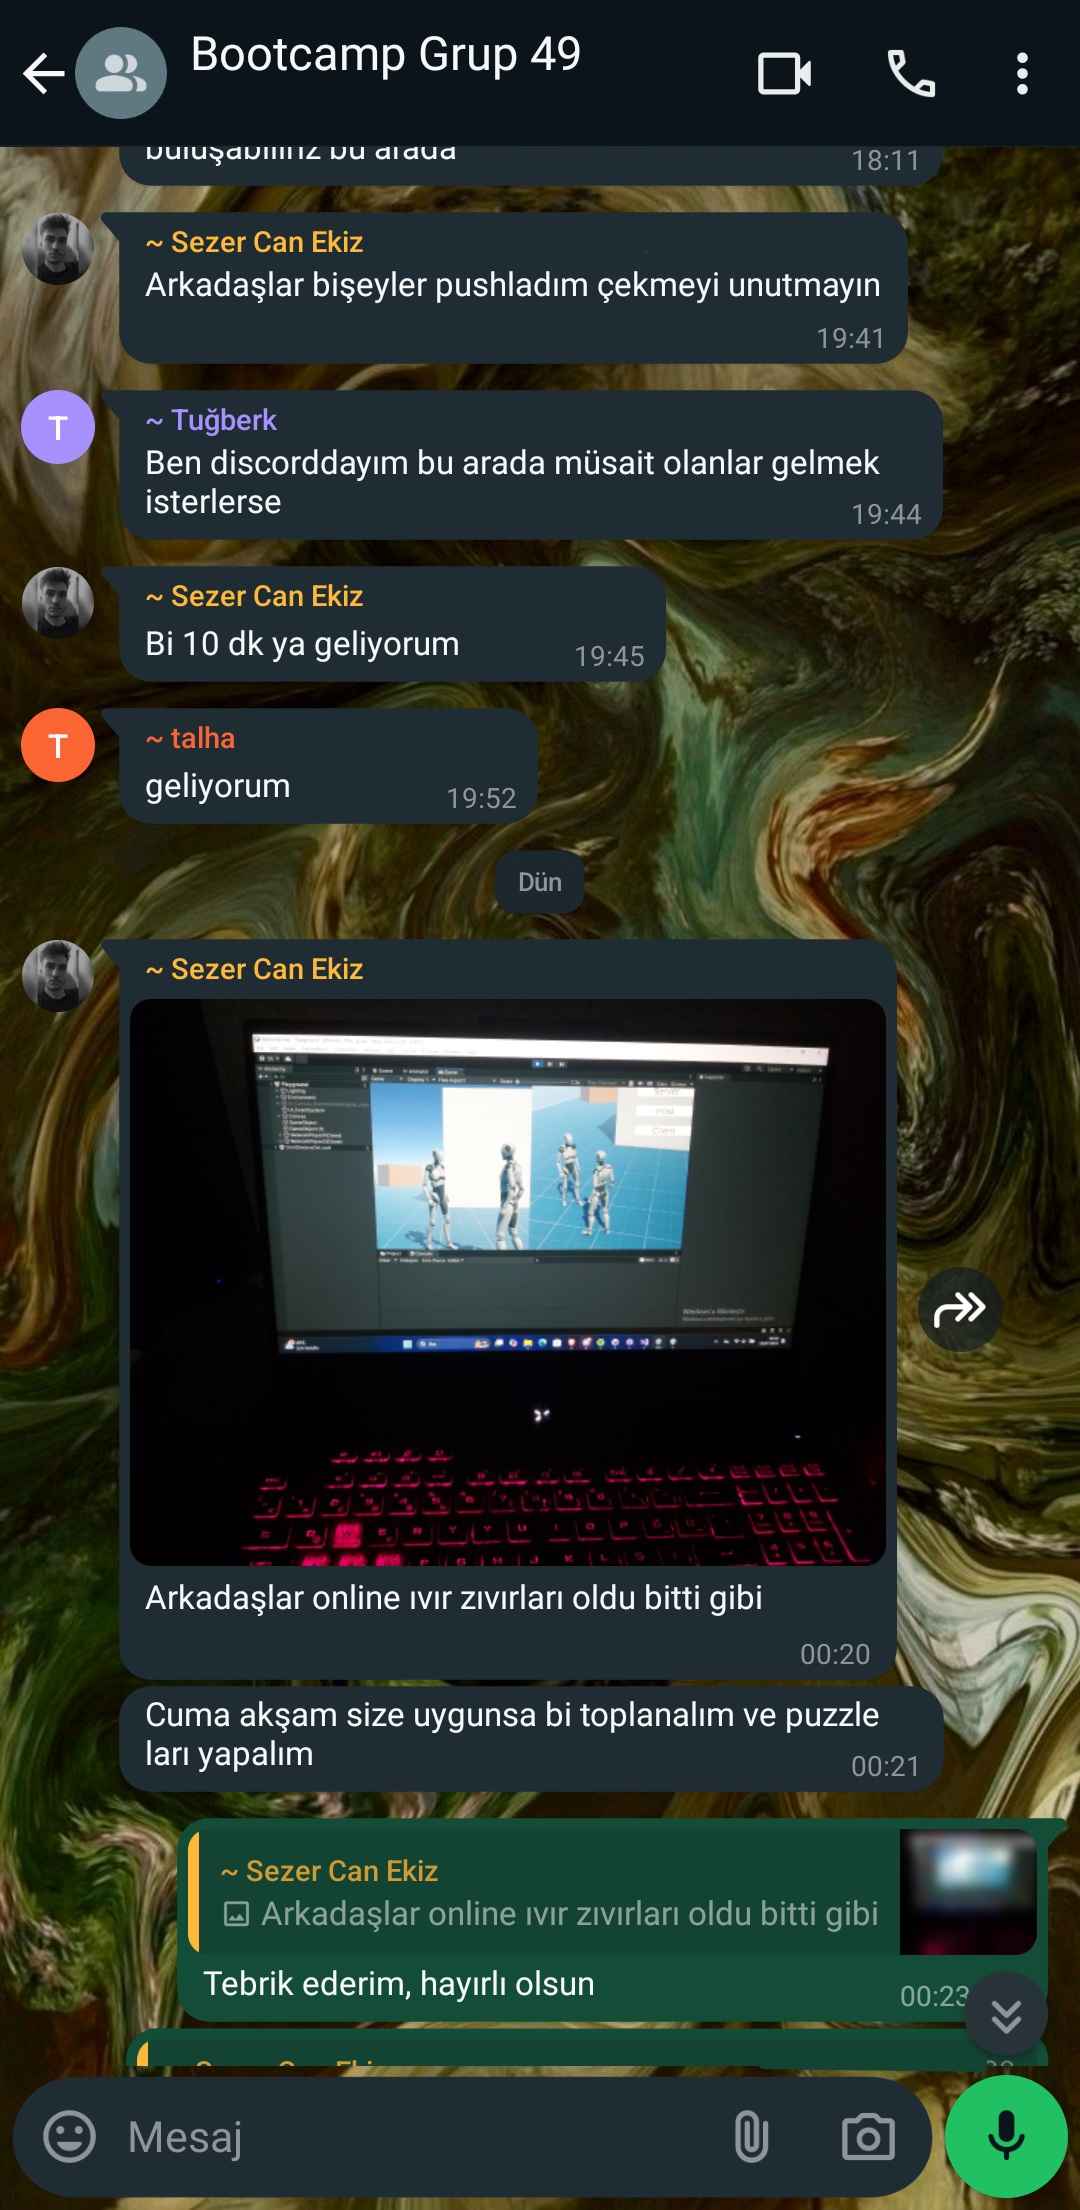 Bootcamp Grup 49
buluşabiliriz bu arada
18:11
~ Sezer Can Ekiz
Arkadaşlar bişeyler pushladım çekmeyi unutmayın
19:41
T
~ Tuğberk
Ben discorddayım bu arada müsait olanlar gelmek
isterlerse
19:44
~ Sezer Can Ekiz
Bi 10 dk ya geliyorum
19:45
T
~ talha
geliyorum
19:52
Dün
~ Sezer Can Ekiz
Arkadaşlar online ıvır zıvırları oldu bitti gibi
00:20
Cuma akşam size uygunsa bi toplanalım ve puzzle
ları yapalım
00:21
~ Sezer Can Ekiz
Arkadaşlar online ıvır zıvırları oldu bitti gibi
Tebrik ederim, hayırlı olsun
00:23
Sezer Can Ekiz
Mesaj